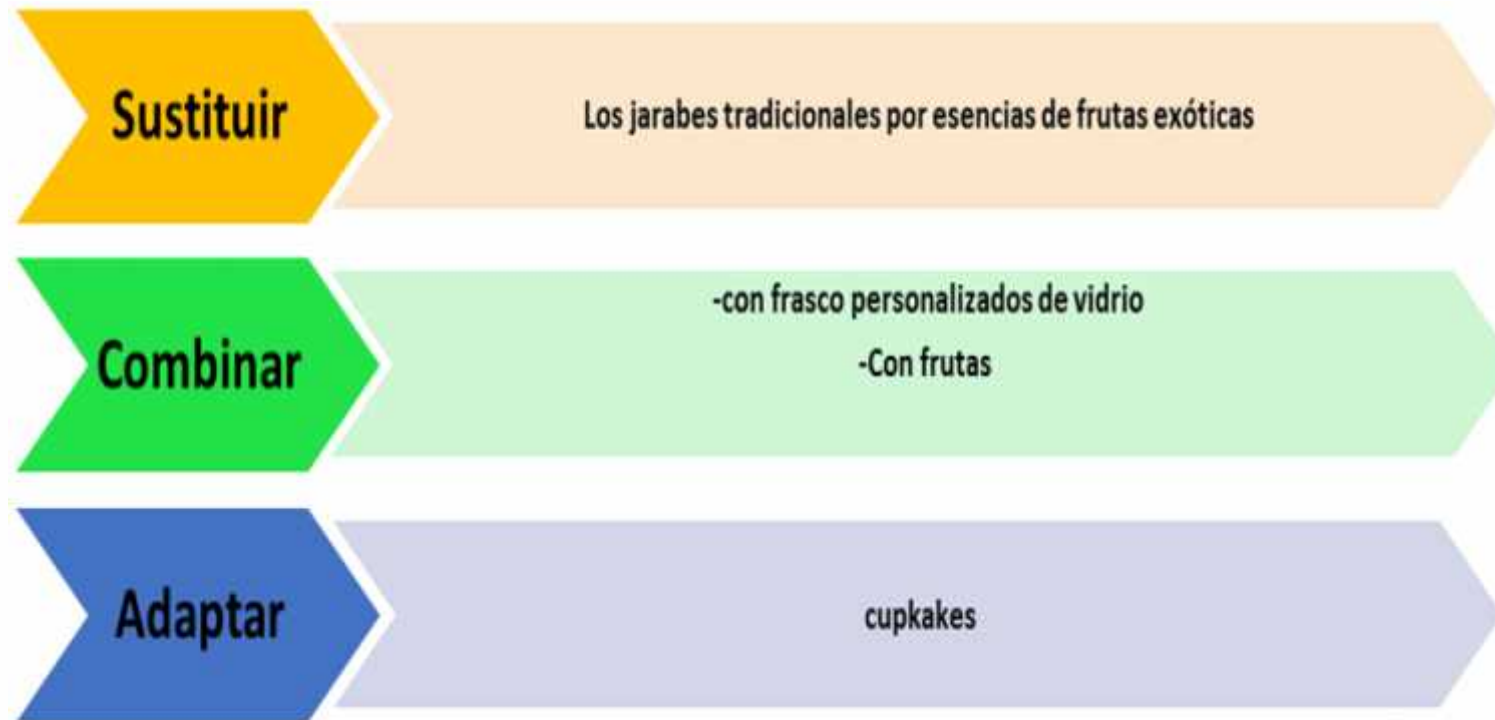 Sustituir
Los jarabes tradicionales por esencias de frutas exóticas
Combinar
-con frasco personalizados de vidrio
-Con frutas
Adaptar
cupkakes